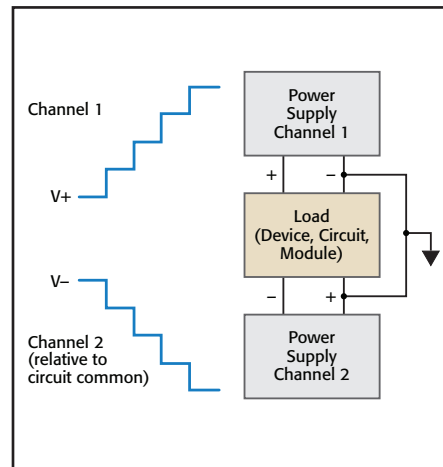 Channel 1
V+
Power
Supply
Channel 1
+ −
Load
(Device, Circuit,
Module)
− +
V−
Channel 2
(relative to
circuit common)
Power
Supply
Channel 2